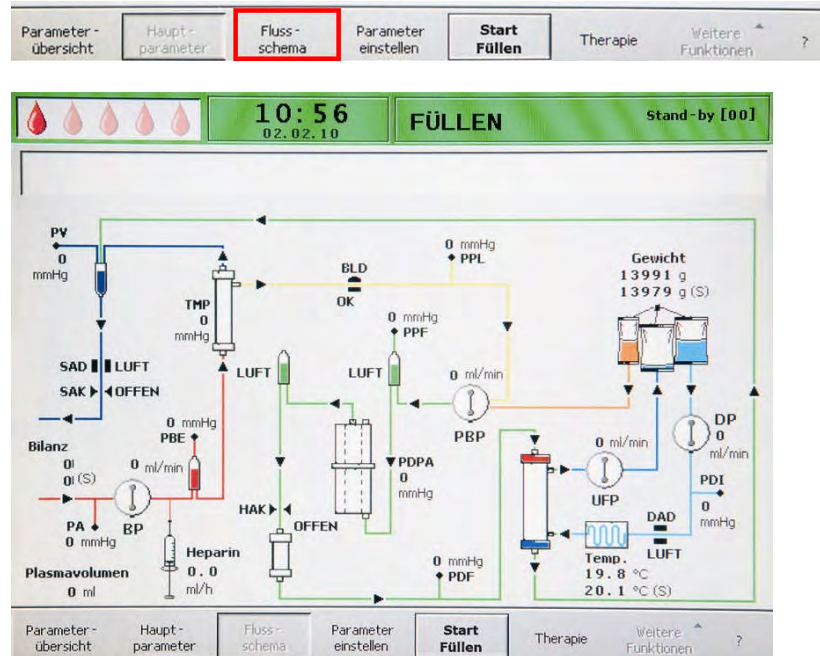 Parameter- Haupt- Fluss- Parameter Start Weitere
übersicht parameter schema einstellen Füllen Therapie Funktionen ?
10:56
02.02.10
FÜLLEN
Stand-by [00]
PV
0
mmHg
0 mmHg
PPL
BLD
OK
Gewicht
13991 g
13979 g (S)
TMP
0
mmHg
0 mmHg
PPF
SAD LUFT
LUFT
LUFT
0 ml/min
SAK OFFEN
PBP
0 mmHg
PBE
DP
0
ml/min
Bilanz
0l
0l (S)
0 ml/min
PDPA
0
mmHg
0 ml/min
UFP
PDI
0
mmHg
HAK
OFFEN
PA
0 mmHg
BP
DAD
LUFT
Heparin
0.0
ml/h
0 mmHg
PDF
Temp.
19.8 °C
20.1 °C (S)
Plasmavolumen
0 ml
Parameter- Haupt- Fluss- Parameter Start Weitere
übersicht parameter schema einstellen Füllen Therapie Funktionen ?